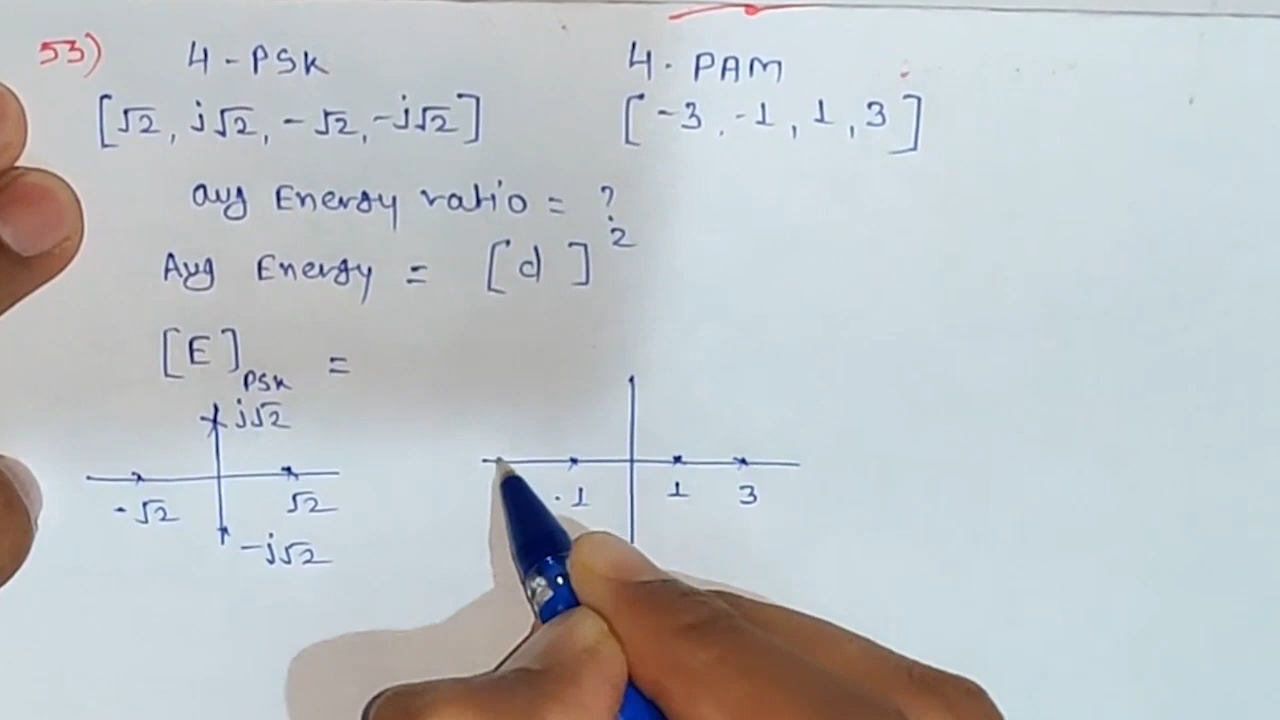 53) 4-PSK 4. PAM
[√2, j√2, -√2, -j√2] [-3, -1, 1, 3]
avg Energy ratio = ?
Avg Energy = [d]²
[E]PSK =
j√2
-√2 √2 -1 1 3
-j√2